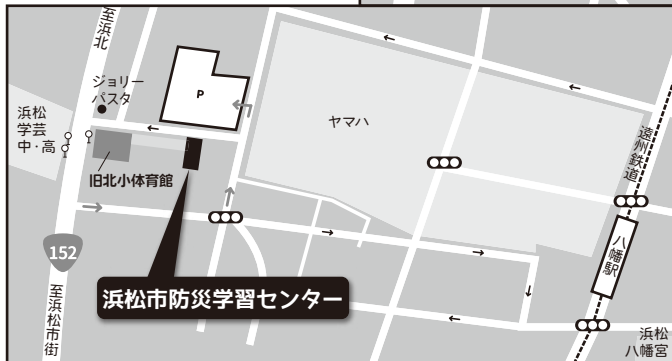 至浜北
ジョリー
パスタ
P
浜松
学芸
中・高
ヤマハ
遠州鉄道
旧北小体育館
八幡駅
152
浜松市防災学習センター
至浜松市街
浜松
八幡宮